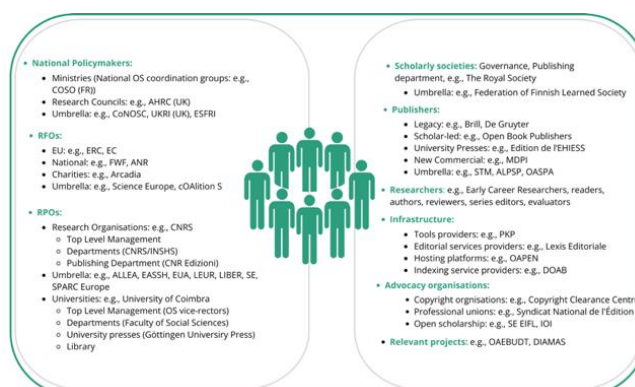 National Policymakers:
Ministries (National OS coordination groups: e.g.,
COSO (FR))
Research Councils: e.g., AHRC (UK)
Umbrella: e.g., CoNOSC, UKRI (UK), ESFRI
RFOs:
EU: e.g., ERC, EC
National: e.g., FWF, ANR
Charities: e.g., Arcadia
Umbrella: e.g., Science Europe, cOAlition S
RPOs:
Research Organisations: e.g., CNRS
Top Level Management
Departments (CNRS/INSHS)
Publishing Department (CNR Edizioni)
Umbrella: e.g., ALLEA, EASSH, EUA, LEUR, LIBER, SE,
SPARC Europe
Universities: e.g., University of Coimbra
Top Level Management (OS vice-rectors)
Departments (Faculty of Social Sciences)
University presses (Göttingen University Press)
Library
Scholarly societies: Governance, Publishing
department, e.g., The Royal Society
Umbrella: e.g., Federation of Finnish Learned Society
Publishers:
Legacy: e.g., Brill, De Gruyter
Scholar-led: e.g., Open Book Publishers
University Presses: e.g., Edition de l'EHIESS
New Commercial: e.g., MDPI
Umbrella: e.g., STM, ALPSP, OASPA
Researchers: e.g., Early Career Researchers, readers,
authors, reviewers, series editors, evaluators
Infrastructure:
Tools providers: e.g., PKP
Editorial services providers: e.g., Lexis Editoriale
Hosting platforms: e.g., OAPEN
Indexing service providers: e.g., DOAB
Advocacy organisations:
Copyright orgnisations: e.g., Copyright Clearance Centre
Professional unions: e.g., Syndicat National de l'Édition
Open scholarship: e.g., SE EIFL, IOI
Relevant projects: e.g., OAEBUDT, DIAMAS